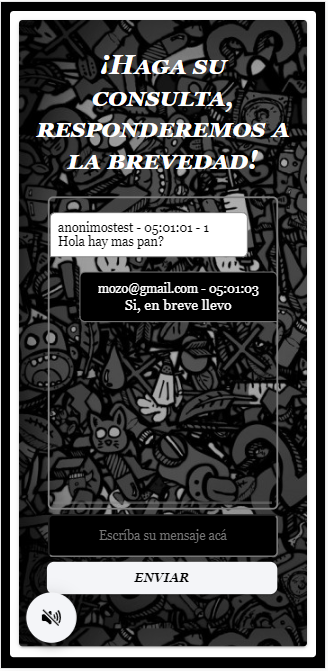 ¡HAGA SU
CONSULTA,
RESPONDEREMOS A
LA BREVEDAD!
anonimostest - 05:01:01 - 1
Hola hay mas pan?
mozo@gmail.com - 05:01:03
Si, en breve llevo
Escriba su mensaje acá
ENVIAR